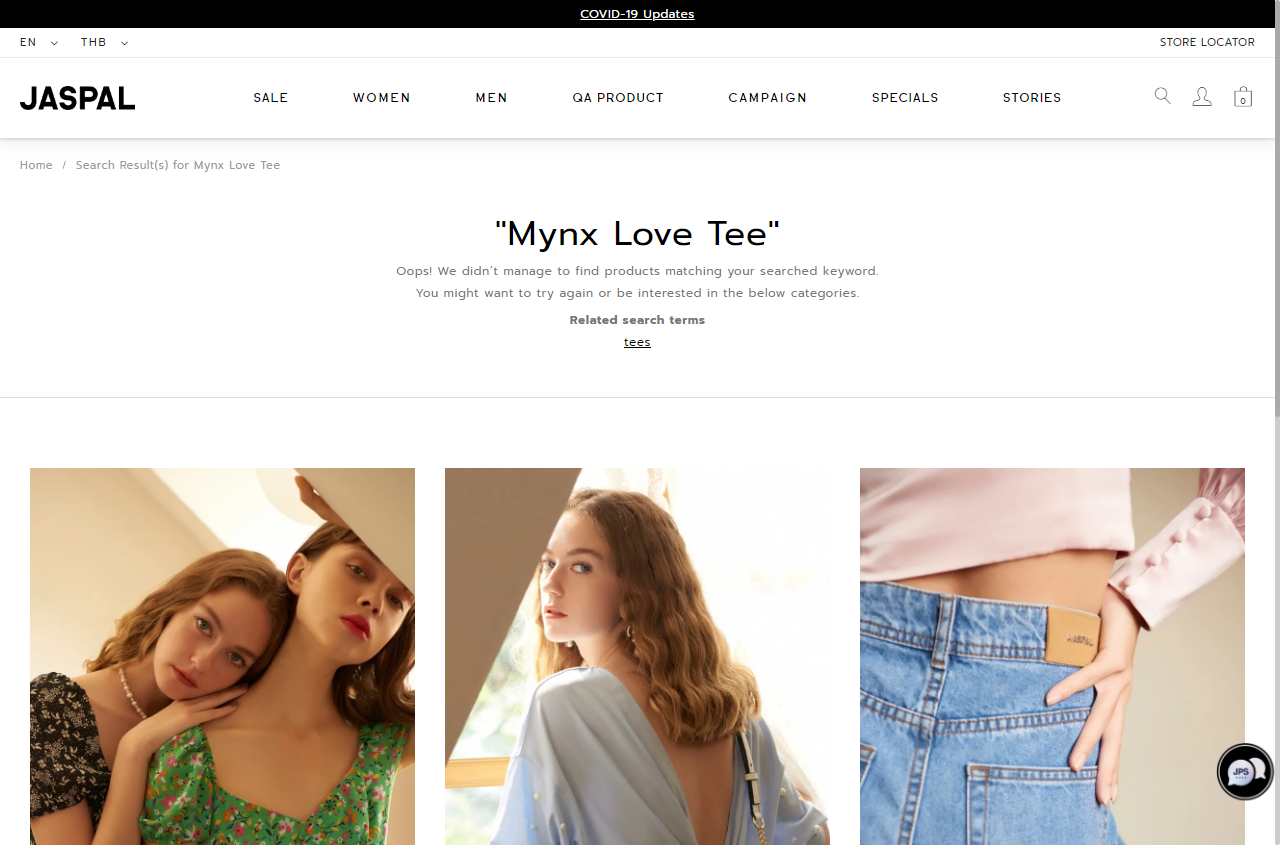 COVID-19 Updates
EN THB STORE LOCATOR
JASPAL SALE WOMEN MEN QA PRODUCT CAMPAIGN SPECIALS STORIES 0
Home / Search Result(s) for Mynx Love Tee
"Mynx Love Tee"
Oops! We didn't manage to find products matching your searched keyword.
You might want to try again or be interested in the below categories.
Related search terms
tees
JASPAL
JPS